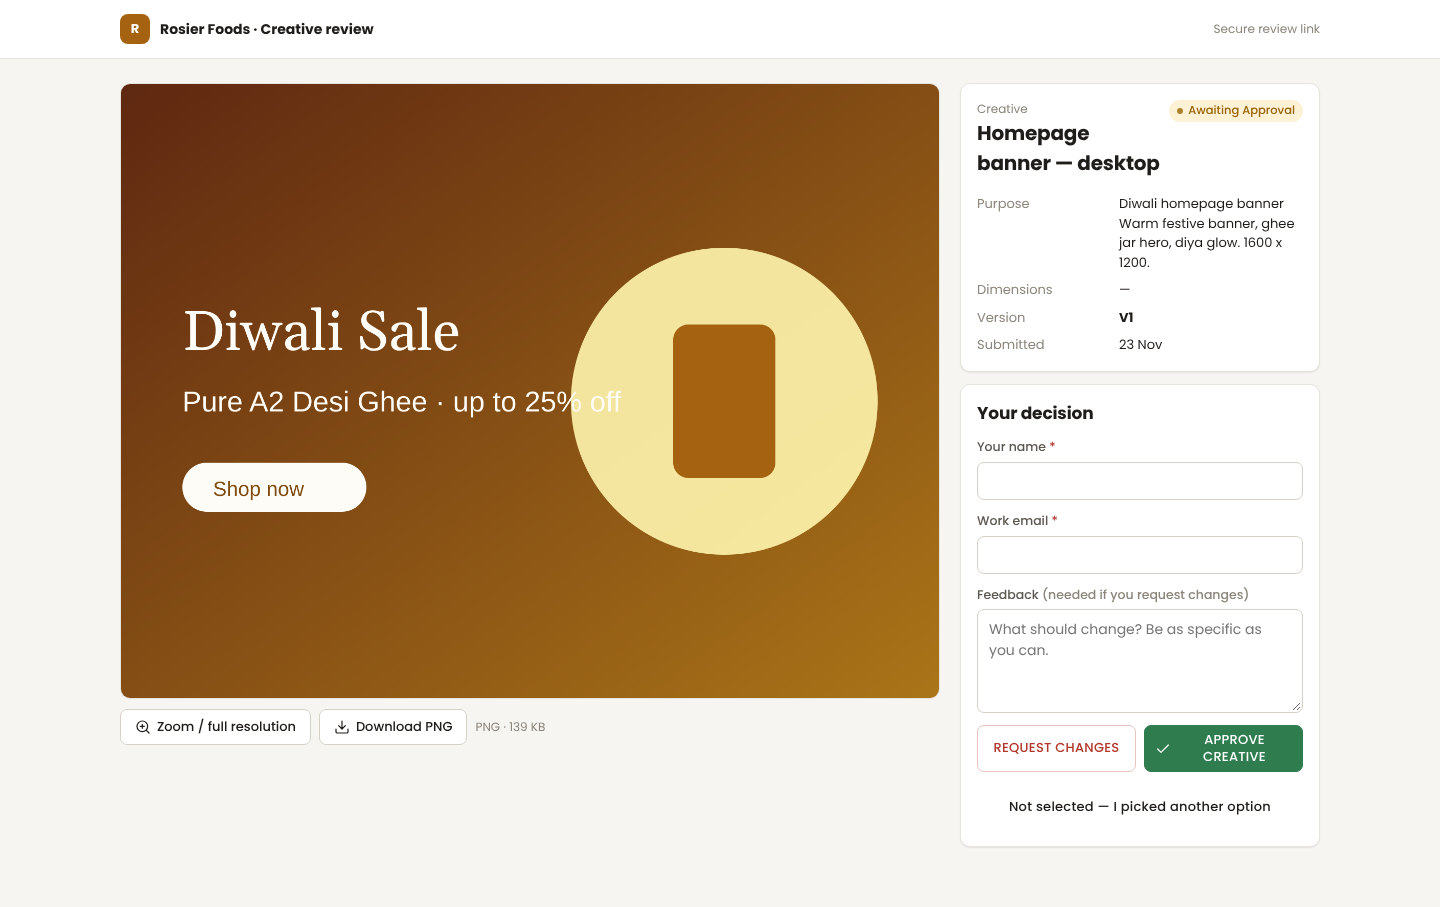 R
Rosier Foods · Creative review
Secure review link
Diwali Sale
Pure A2 Desi Ghee · up to 25% off
Shop now
Zoom / full resolution
Download PNG
PNG · 139 KB
Creative
Awaiting Approval
Homepage
banner — desktop
Purpose
Diwali homepage banner
Warm festive banner, ghee
jar hero, diya glow. 1600 x
1200.
Dimensions
—
Version
V1
Submitted
23 Nov
Your decision
Your name *
Work email *
Feedback (needed if you request changes)
What should change? Be as specific as
you can.
REQUEST CHANGES
APPROVE
CREATIVE
Not selected — I picked another option